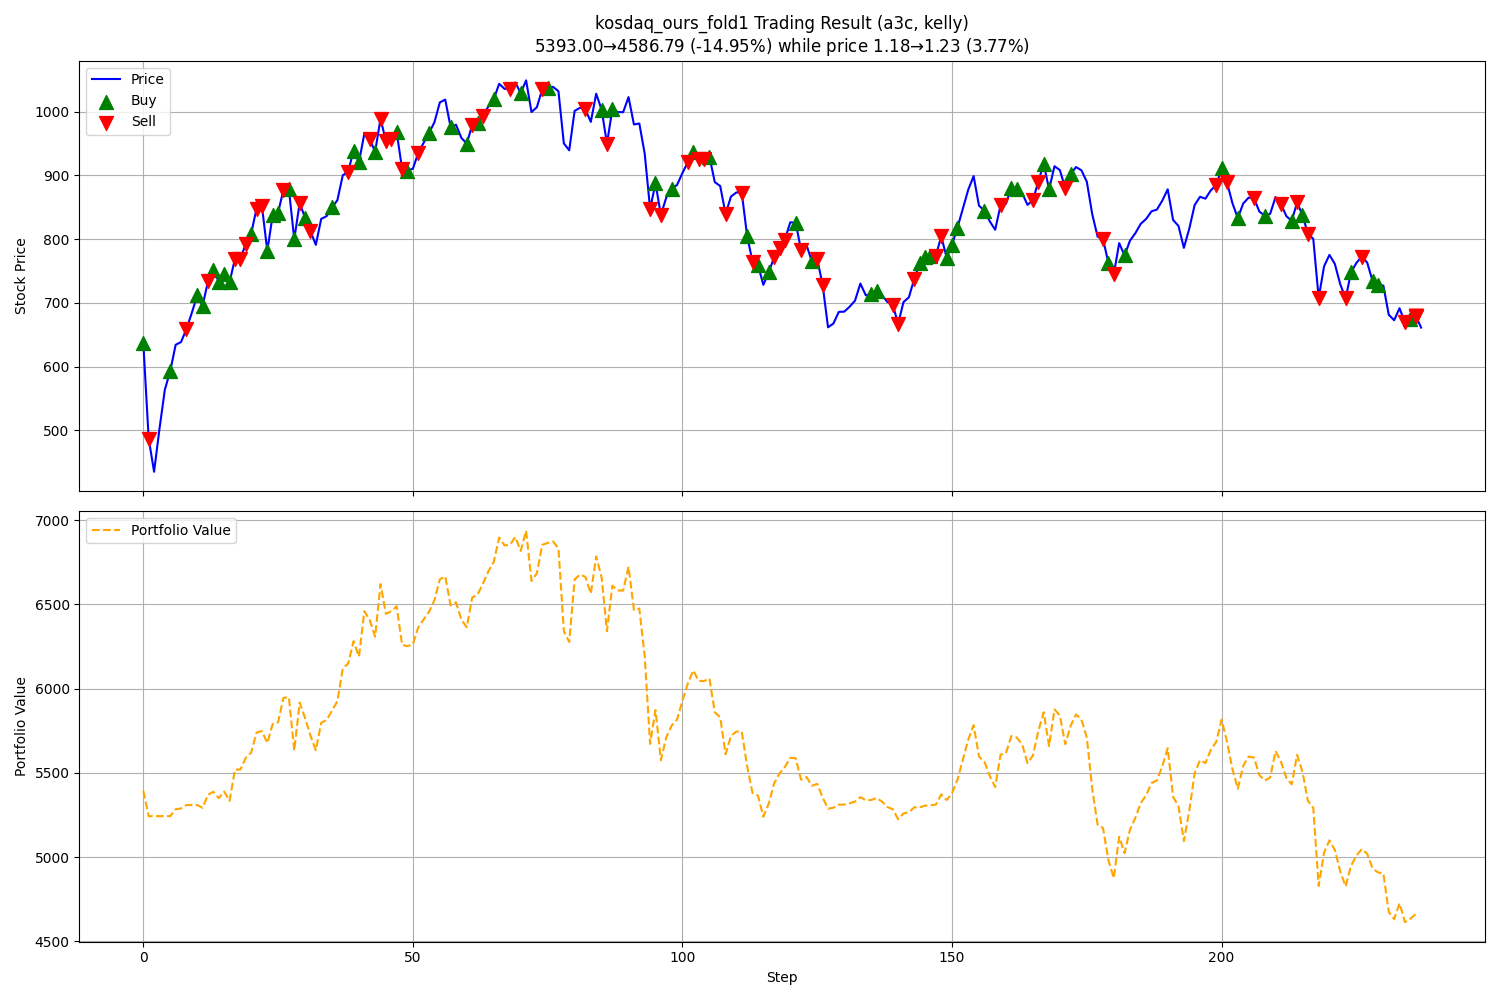 kosdaq_ours_fold1 Trading Result (a3c, kelly)
5393.00→4586.79 (-14.95%) while price 1.18→1.23 (3.77%)
Price
Buy
Sell
Stock Price
1000
900
800
700
600
500
Portfolio Value
Portfolio Value
7000
6500
6000
5500
5000
4500
0
50
100
150
200
Step